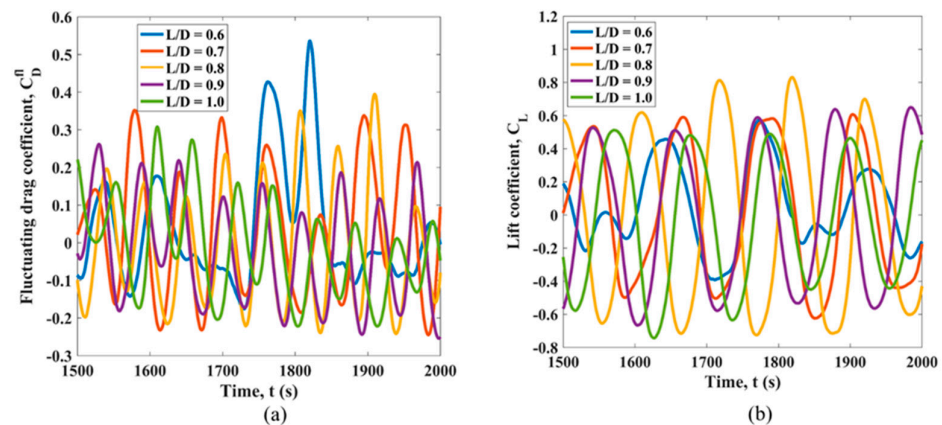 0.6
0.5
0.4
0.3
0.2
0.1
0
-0.1
-0.2
-0.3
Fluctuating drag coefficient, C_D^fl
L/D = 0.6
L/D = 0.7
L/D = 0.8
L/D = 0.9
L/D = 1.0
1500 1600 1700 1800 1900 2000
Time, t (s)
(a)
1.2
1
0.8
0.6
0.4
0.2
0
-0.2
-0.4
-0.6
-0.8
Lift coefficient, C_L
L/D = 0.6
L/D = 0.7
L/D = 0.8
L/D = 0.9
L/D = 1.0
1500 1600 1700 1800 1900 2000
Time, t (s)
(b)